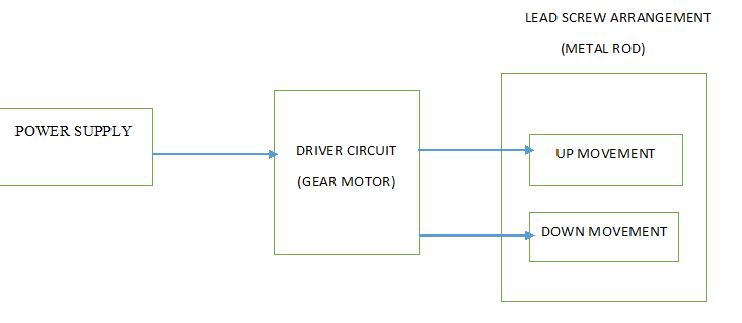 LEAD SCREW ARRANGEMENT
(METAL ROD)
POWER SUPPLY
DRIVER CIRCUIT
(GEAR MOTOR)
UP MOVEMENT
DOWN MOVEMENT